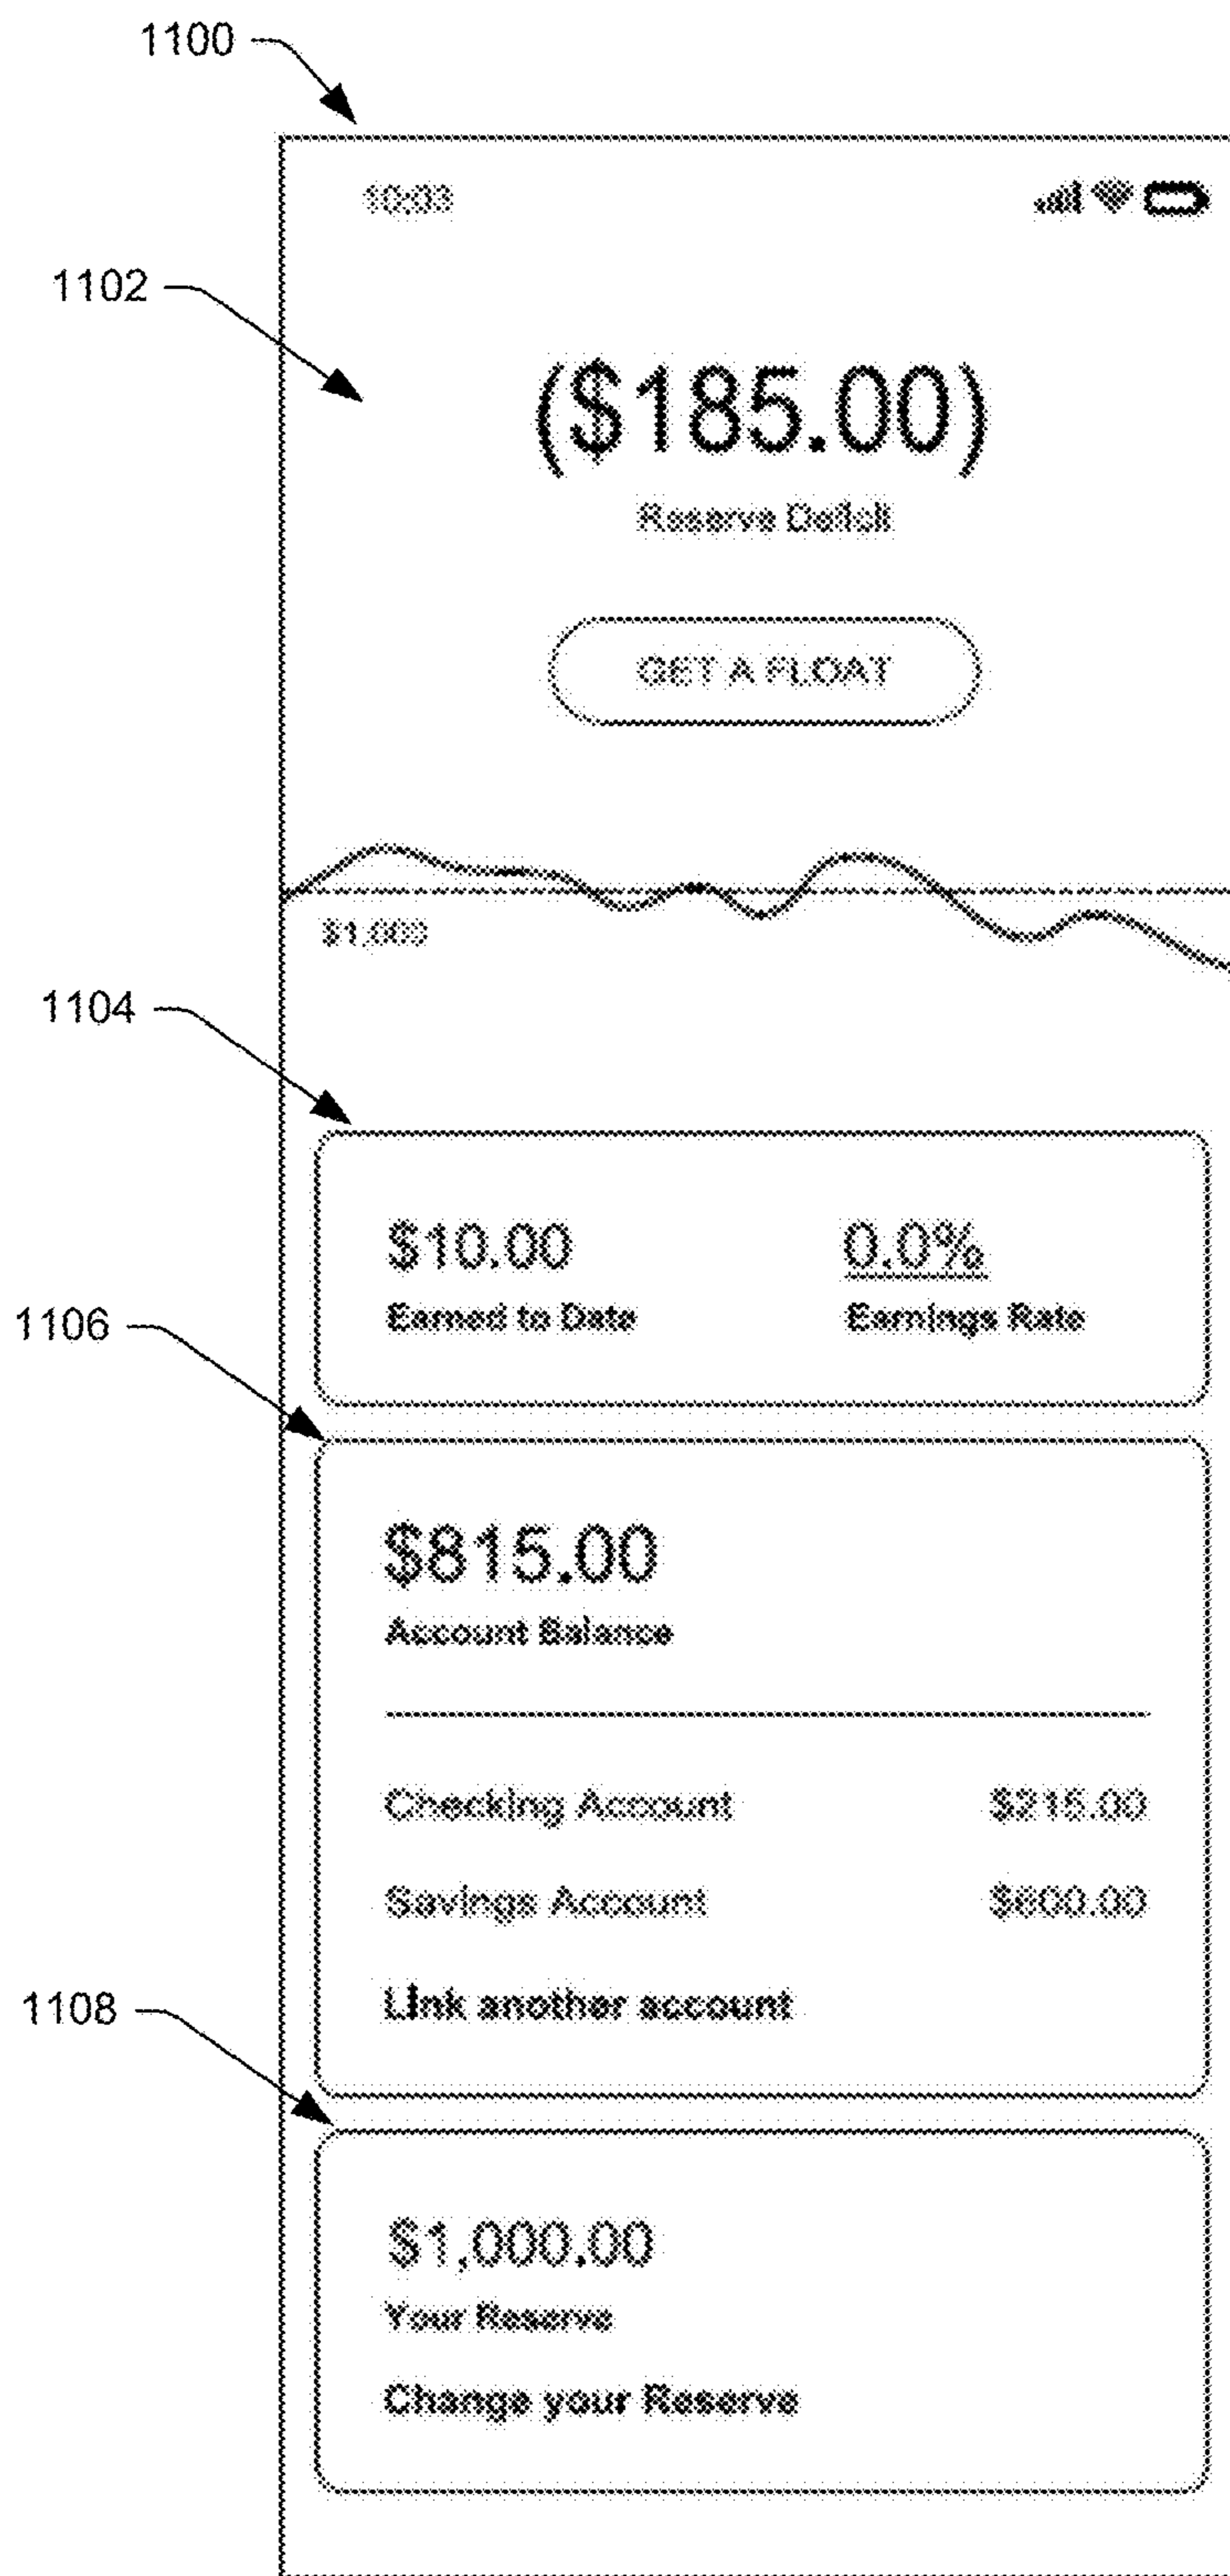 1100
10:03
1102
($185.00)
Reserve Deficit
GET A FLOAT
$1,000
1104
$10.00 0.0%
Earned to Date Earnings Rate
1106
$815.00
Account Balance
Checking Account $215.00
Savings Account $600.00
Link another account
1108
$1,000.00
Your Reserve
Change your Reserve